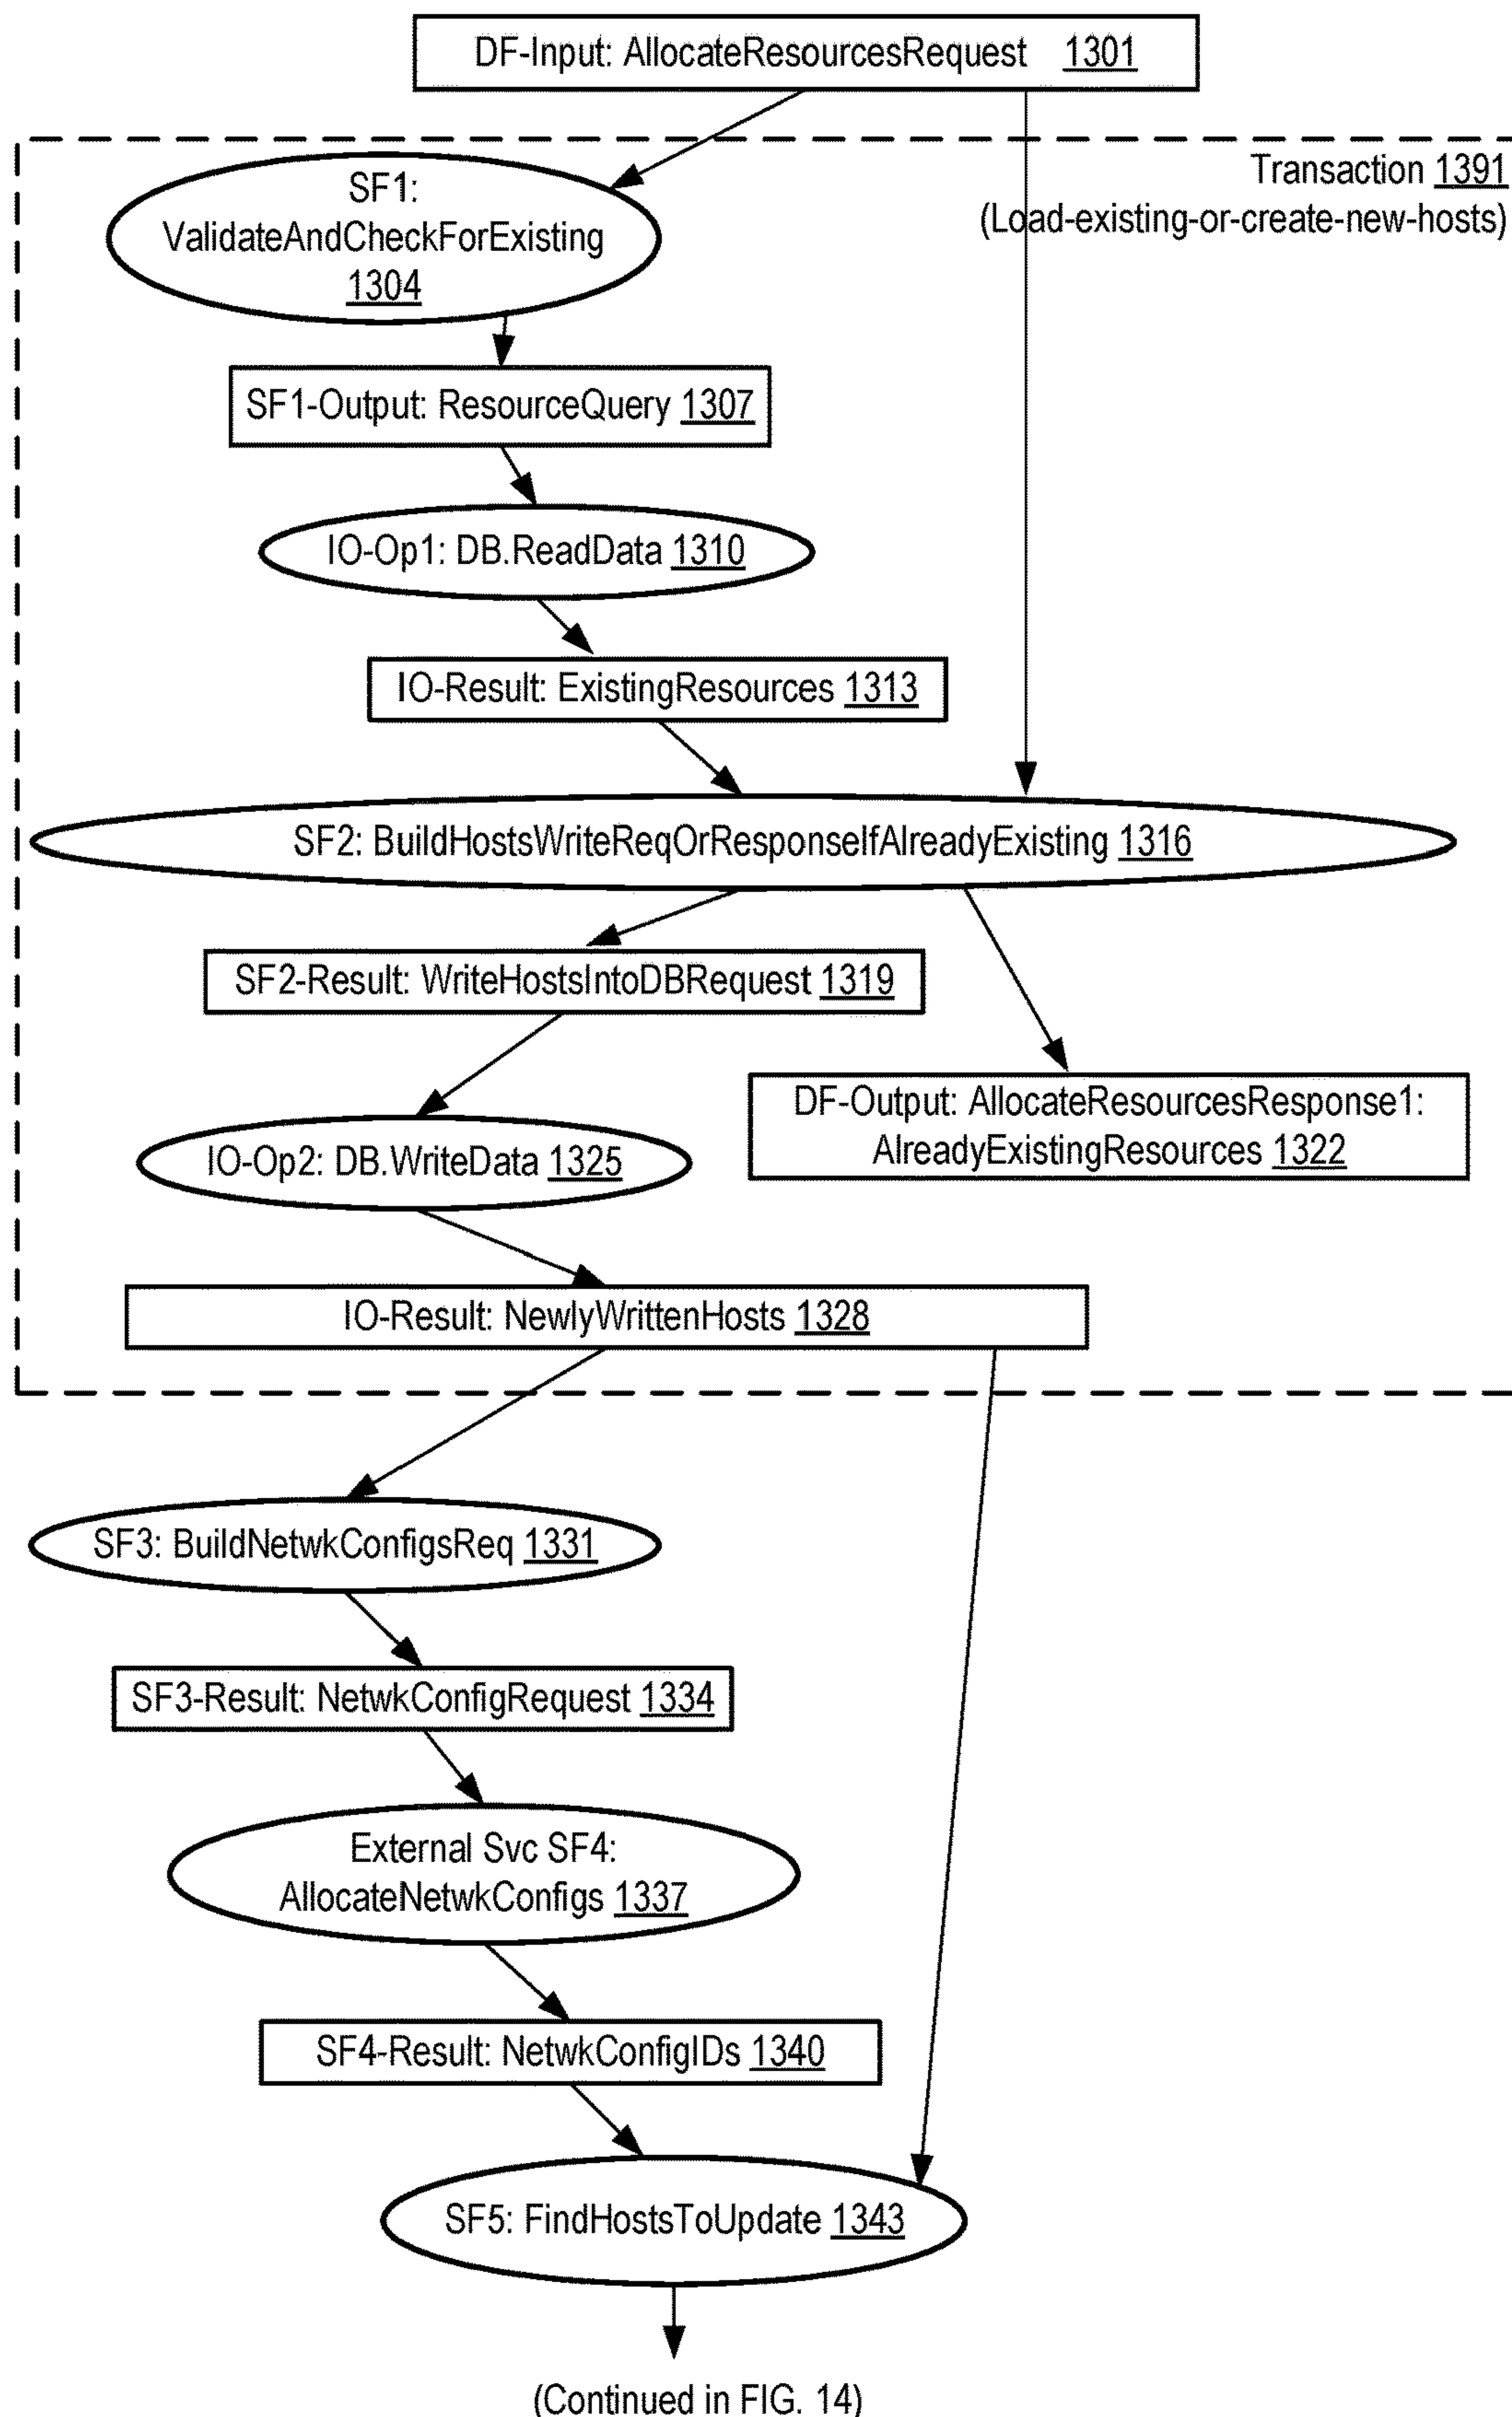 DF-Input: AllocateResourcesRequest 1301
Transaction 1391
(Load-existing-or-create-new-hosts)
SF1:
ValidateAndCheckForExisting
1304
SF1-Output: ResourceQuery 1307
IO-Op1: DB.ReadData 1310
IO-Result: ExistingResources 1313
SF2: BuildHostsWriteReqOrResponseIfAlreadyExisting 1316
SF2-Result: WriteHostsIntoDBRequest 1319
DF-Output: AllocateResourcesResponse1:
AlreadyExistingResources 1322
IO-Op2: DB.WriteData 1325
IO-Result: NewlyWrittenHosts 1328
SF3: BuildNetwkConfigsReq 1331
SF3-Result: NetwkConfigRequest 1334
External Svc SF4:
AllocateNetwkConfigs 1337
SF4-Result: NetwkConfigIDs 1340
SF5: FindHostsToUpdate 1343
(Continued in FIG. 14)